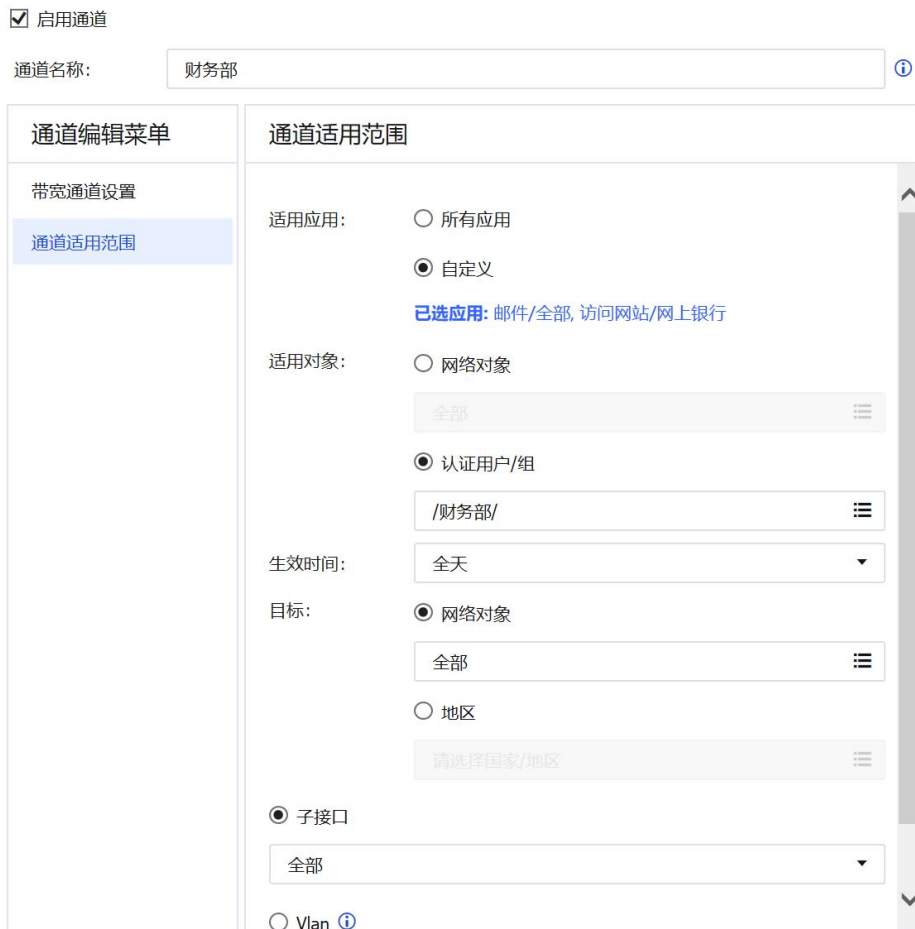 启用通道
通道名称: 财务部
通道编辑菜单
带宽通道设置
通道适用范围
通道适用范围
适用应用: 所有应用
自定义
已选应用: 邮件/全部, 访问网站/网上银行
适用对象: 网络对象
全部
认证用户/组
/财务部/
生效时间: 全天
目标: 网络对象
全部
地区
请选择国家/地区
子接口
全部
Vlan